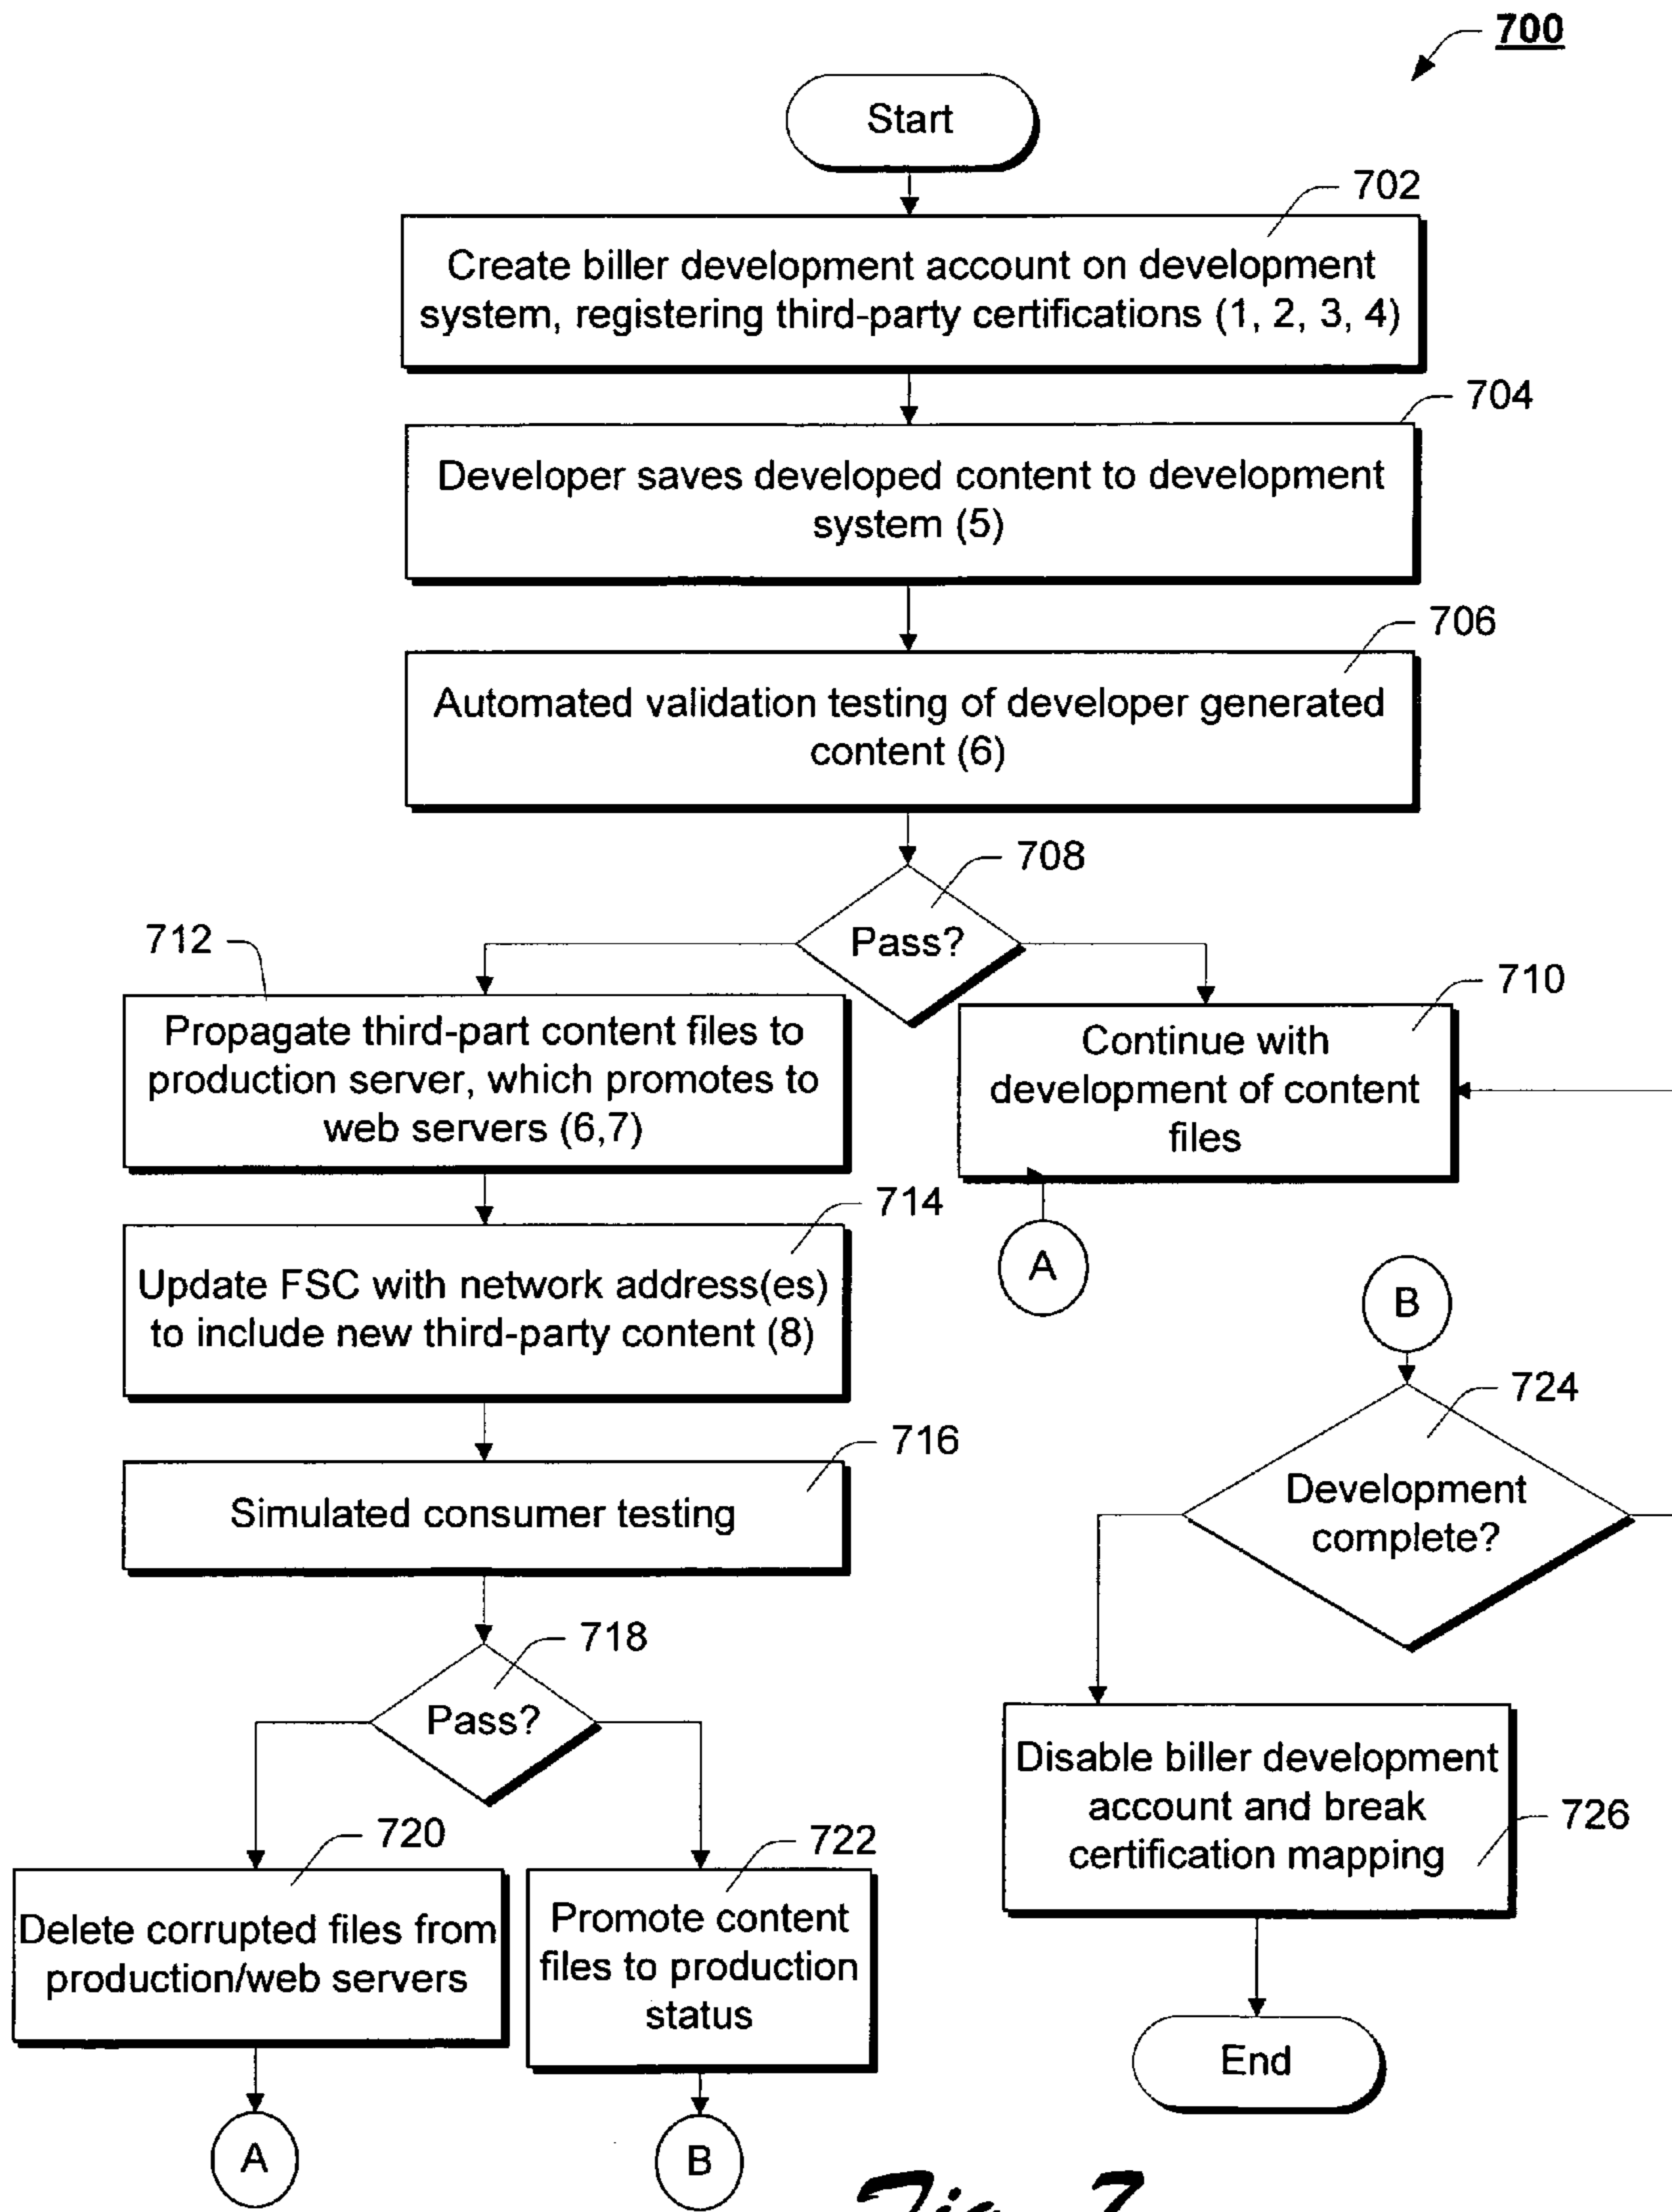 700
Start
702
Create biller development account on development
system, registering third-party certifications (1, 2, 3, 4)
704
Developer saves developed content to development
system (5)
706
Automated validation testing of developer generated
content (6)
708
Pass?
712
Propagate third-part content files to
production server, which promotes to
web servers (6,7)
710
Continue with
development of content
files
A
714
Update FSC with network address(es)
to include new third-party content (8)
B
724
Development
complete?
716
Simulated consumer testing
718
Pass?
720
Delete corrupted files from
production/web servers
A
722
Promote content
files to production
status
B
Disable biller development
account and break
certification mapping
726
End
Fig. 7